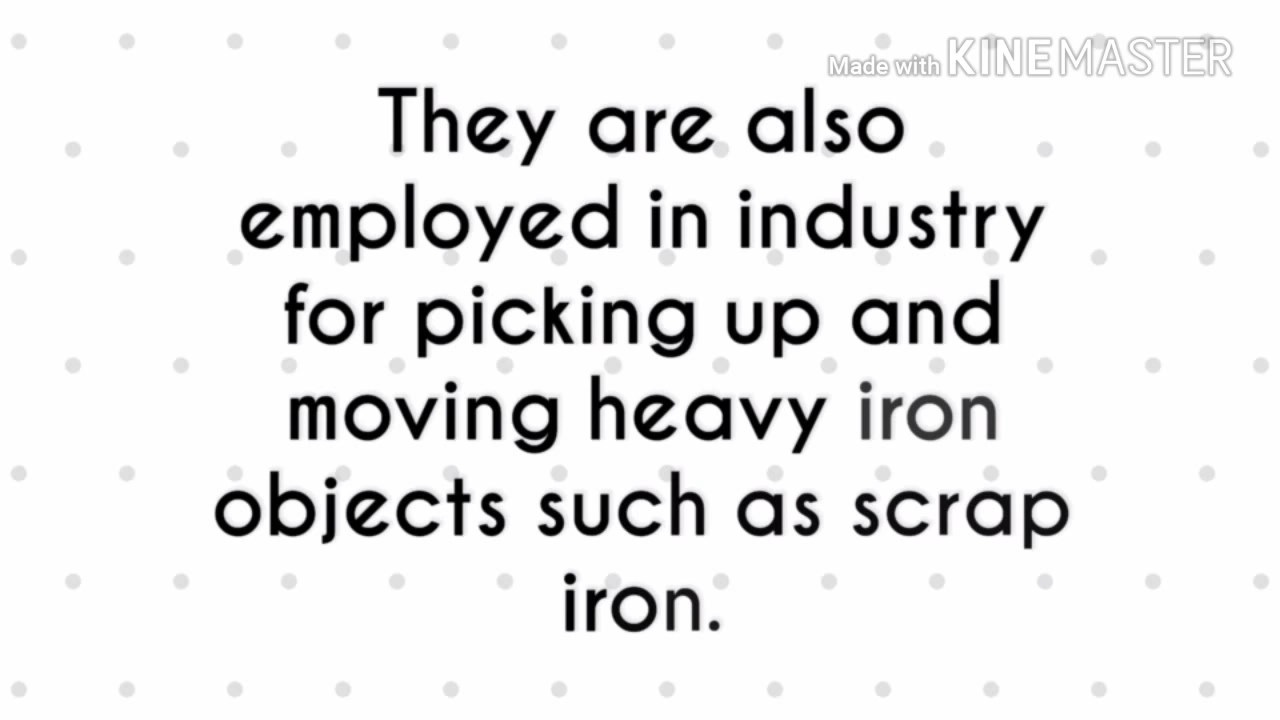 Made with KINEMASTER
They are also
employed in industry
for picking up and
moving heavy iron
objects such as scrap
iron.